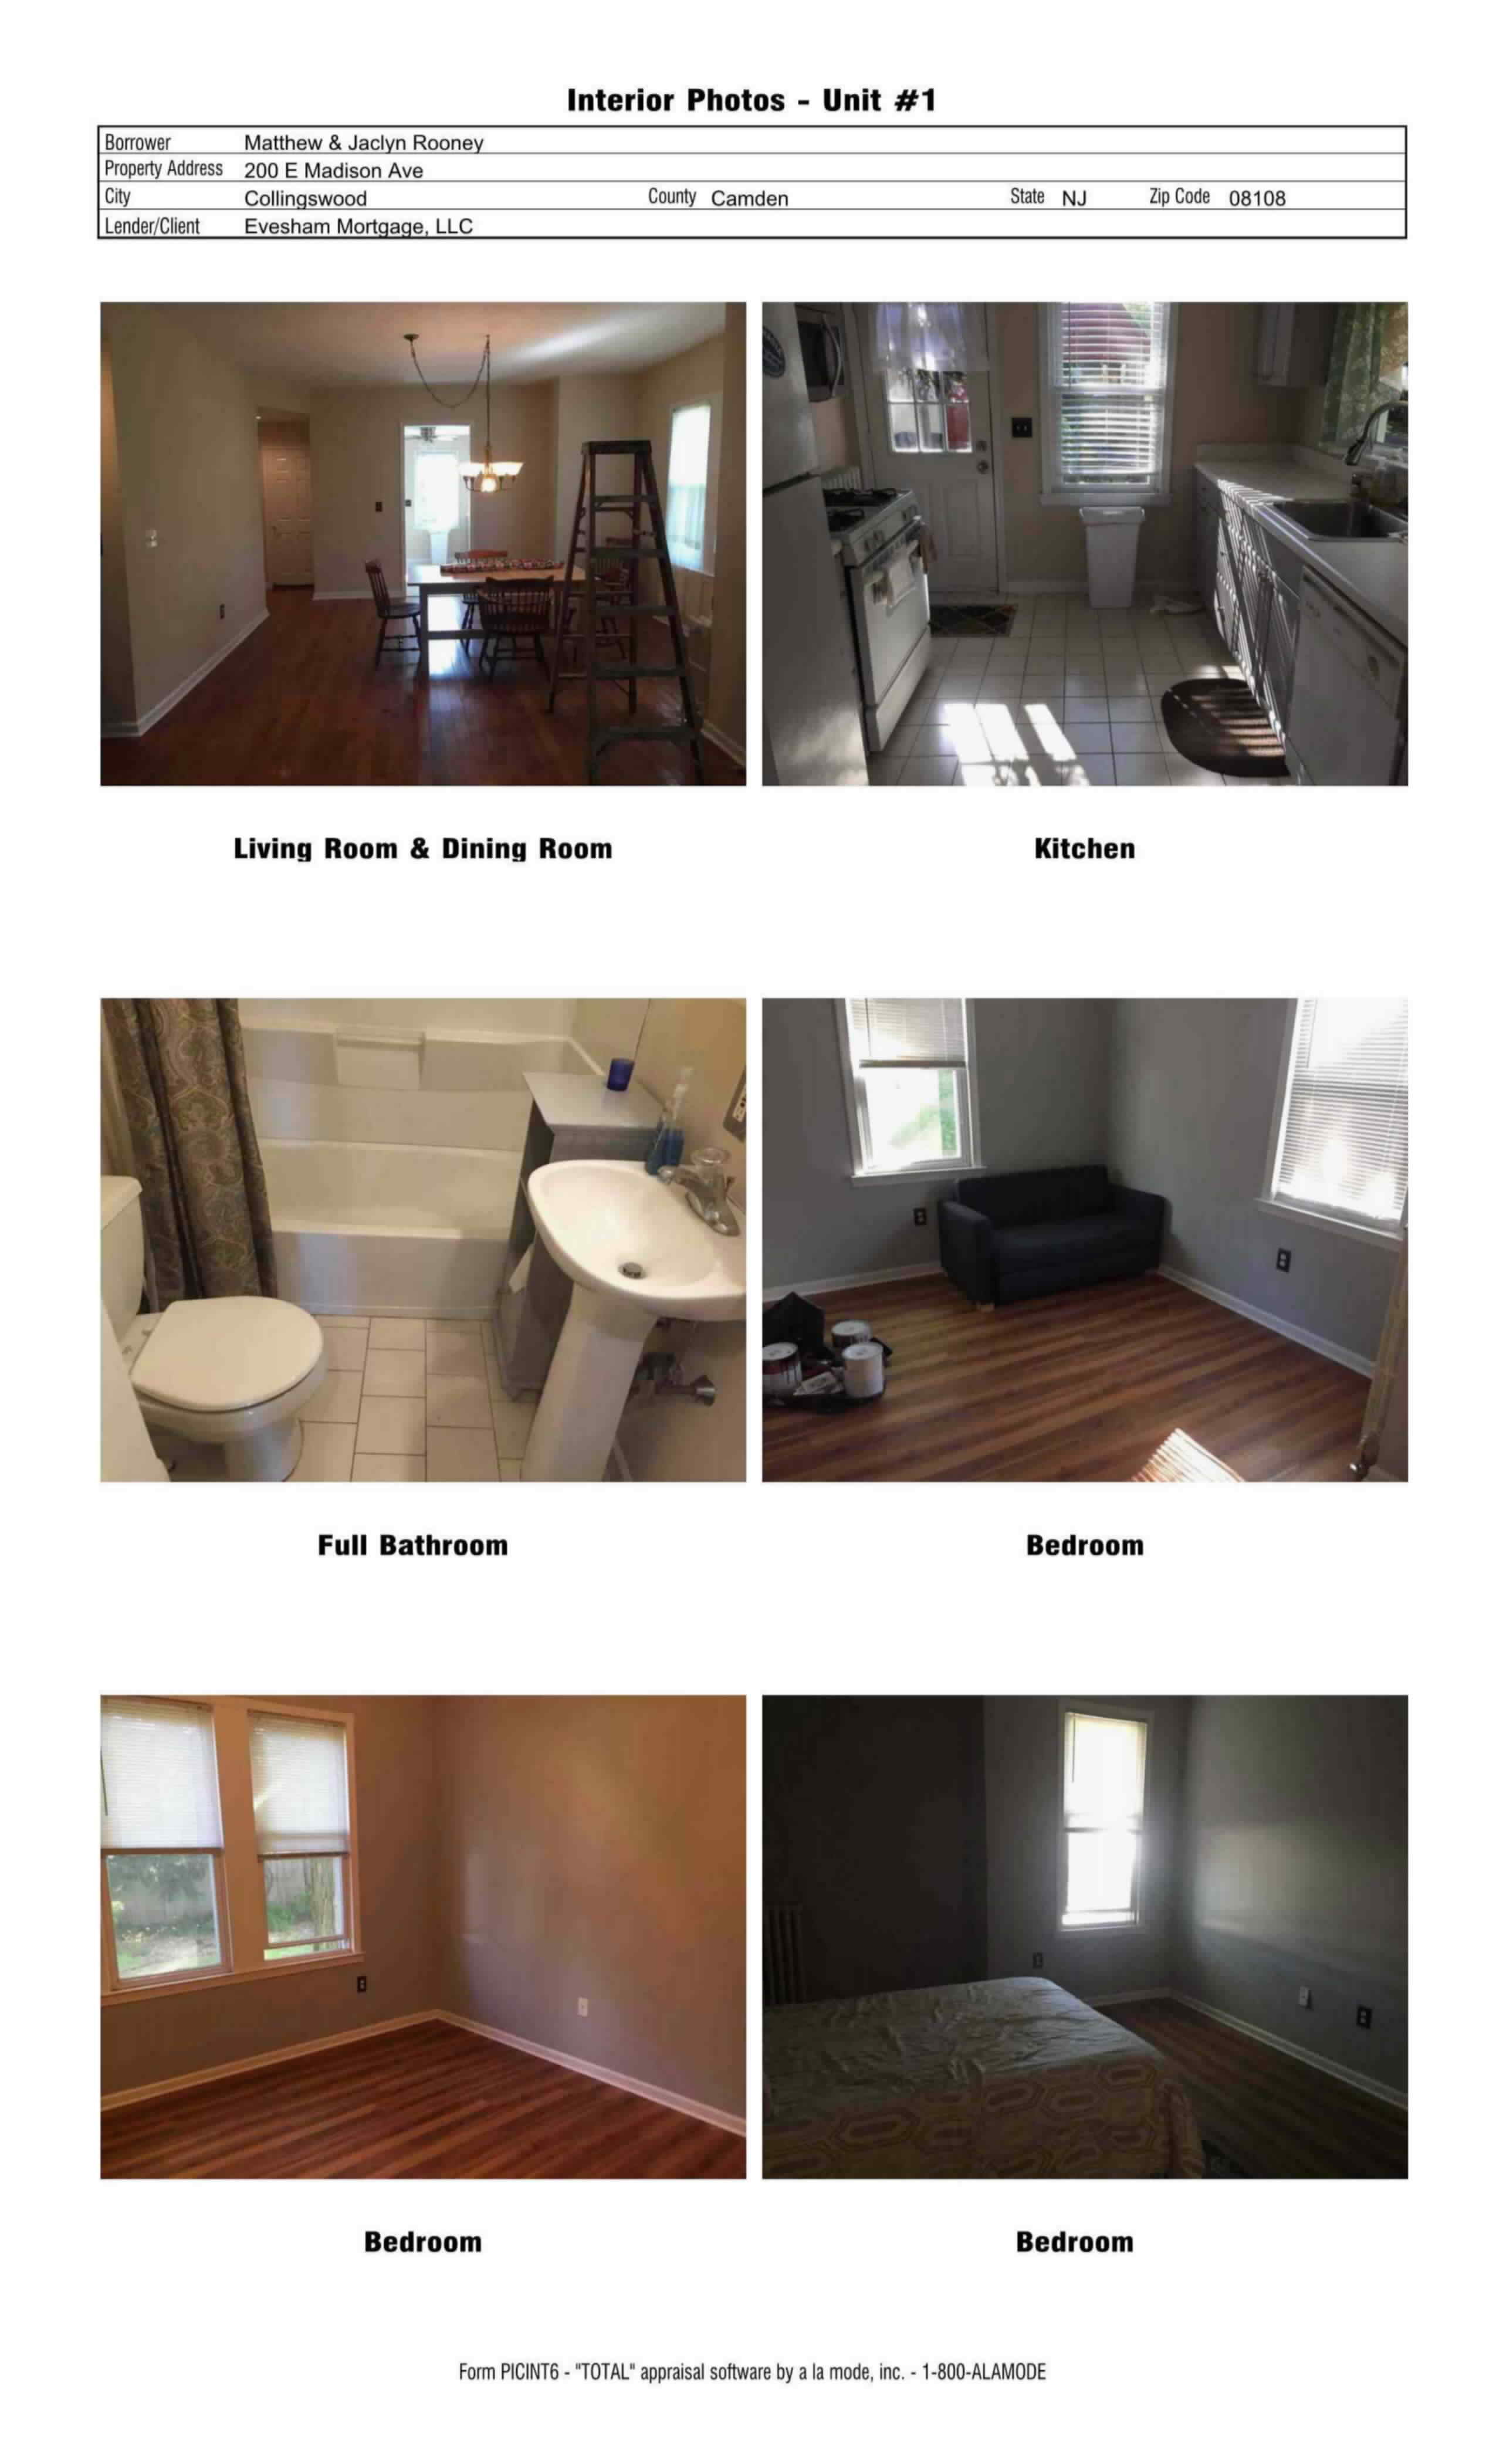 Interior Photos - Unit #1
Borrower Matthew & Jaclyn Rooney
Property Address 200 E Madison Ave
City Collingswood County Camden State NJ Zip Code 08108
Lender/Client Evesham Mortgage, LLC
Living Room & Dining Room Kitchen
Full Bathroom Bedroom
Bedroom Bedroom
Form PICINT6 - "TOTAL" appraisal software by a la mode, inc. - 1-800-ALAMODE